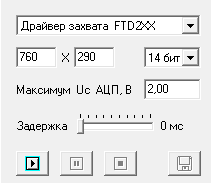 Драйвер захвата FTD2XX
760 X 290 14 бит
Максимум Uc АЦП, В 2,00
Задержка 0 мс